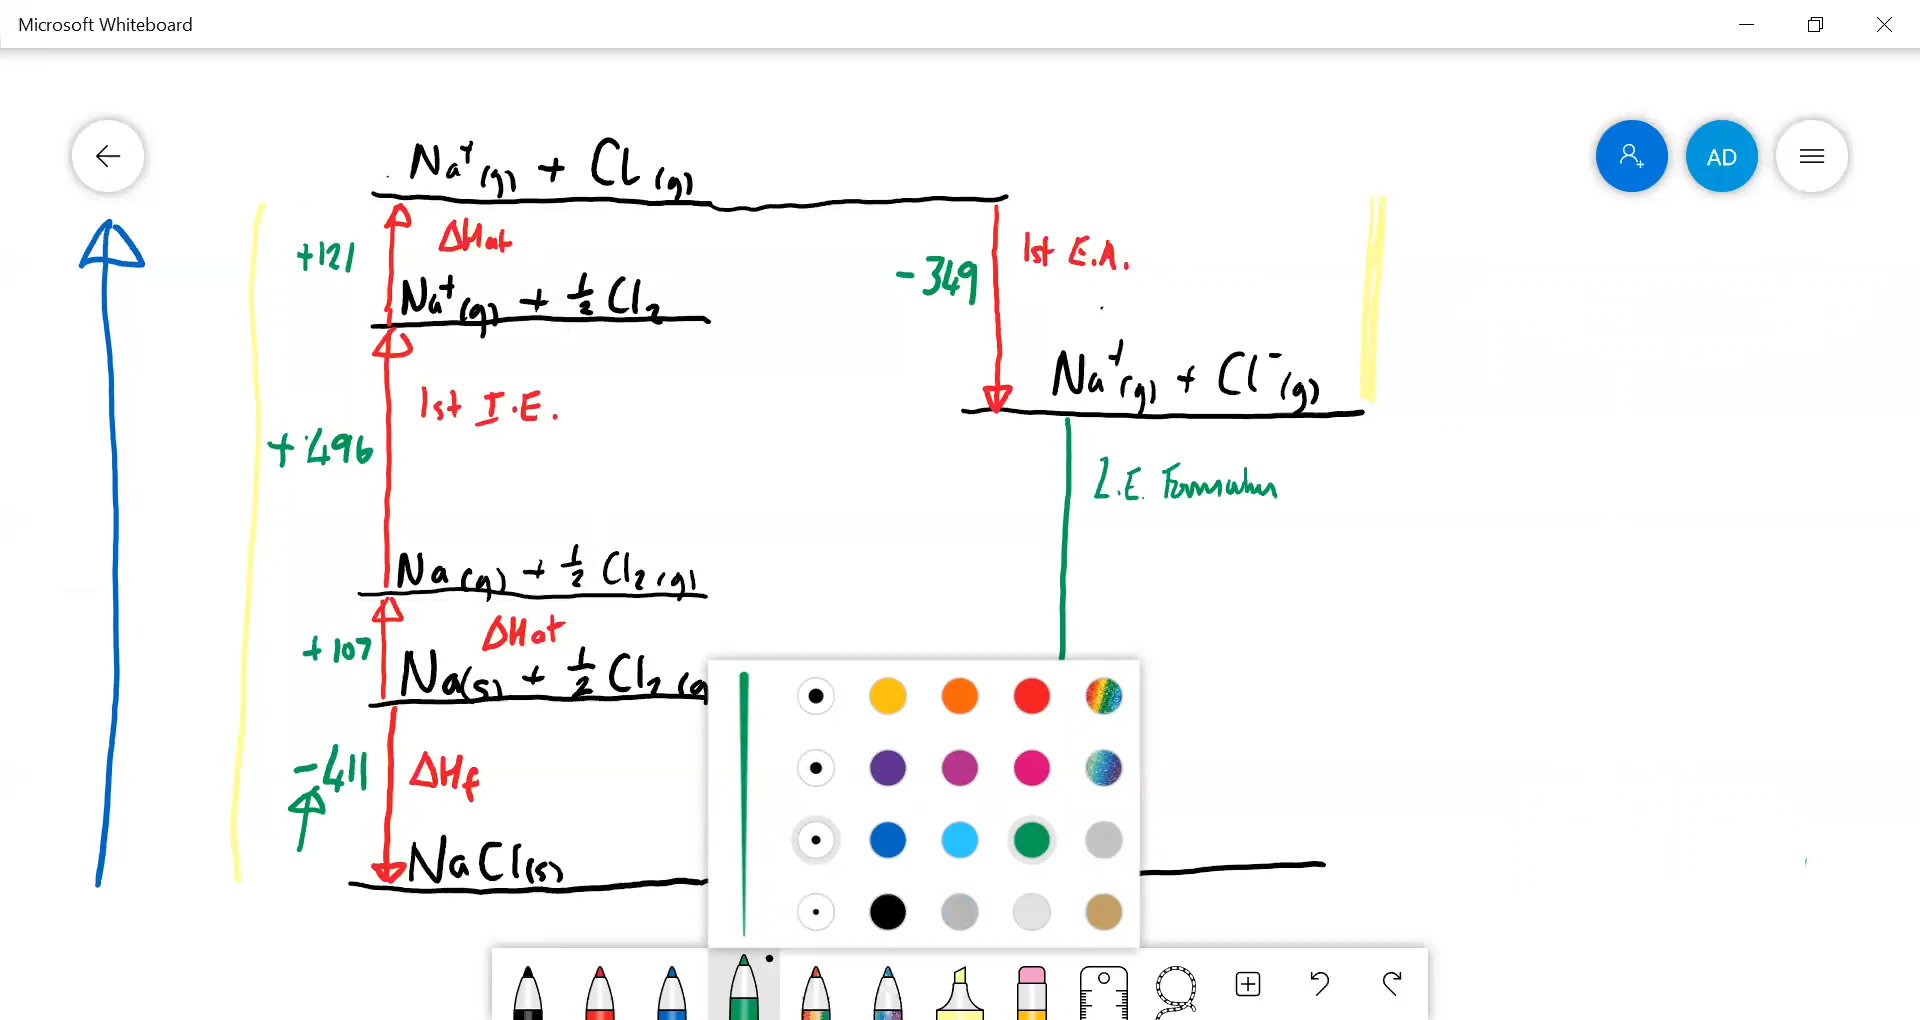 Microsoft Whiteboard
AD
Na⁺(g) + Cl(g)
+121
ΔHat
1st E.A.
-349
Na⁺(g) + ½ Cl₂
Na⁺(g) + Cl⁻(g)
1st I.E.
+496
L.E. Formation
Na(g) + ½ Cl₂(g)
ΔHat
+107
Na(s) + ½ Cl₂(g
-411
ΔHf
NaCl(s)